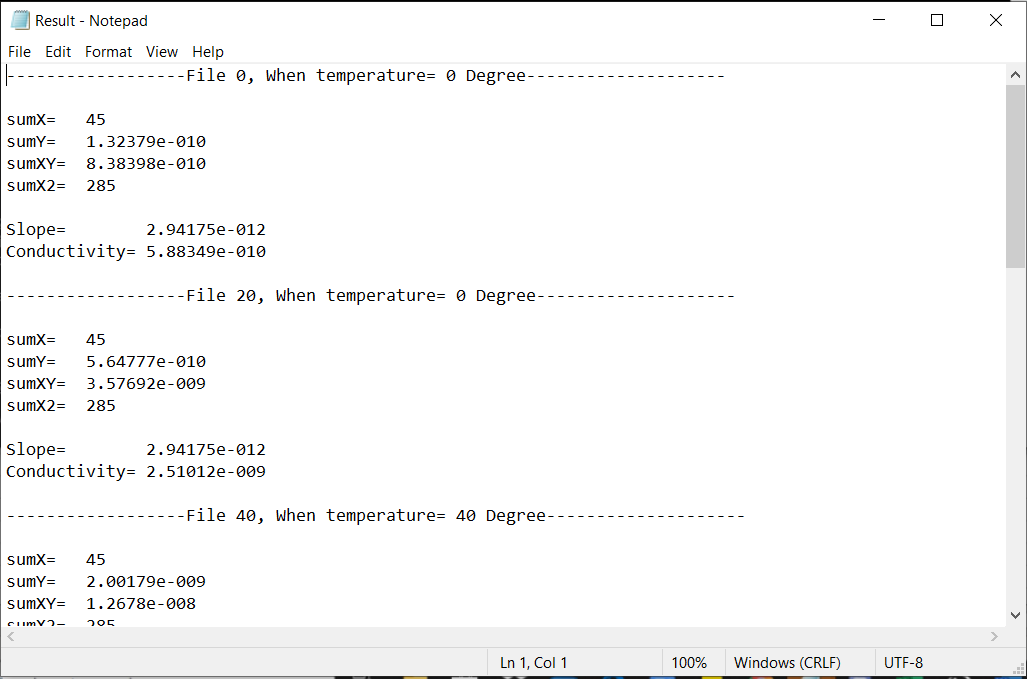 Result - Notepad
File Edit Format View Help
------------------File 0, When temperature= 0 Degree--------------------
sumX=   45
sumY=   1.32379e-010
sumXY=  8.38398e-010
sumX2=  285
Slope=        2.94175e-012
Conductivity= 5.88349e-010
------------------File 20, When temperature= 0 Degree--------------------
sumX=   45
sumY=   5.64777e-010
sumXY=  3.57692e-009
sumX2=  285
Slope=        2.94175e-012
Conductivity= 2.51012e-009
------------------File 40, When temperature= 40 Degree--------------------
sumX=   45
sumY=   2.00179e-009
sumXY=  1.2678e-008
sumX2=  285
Ln 1, Col 1 100% Windows (CRLF) UTF-8